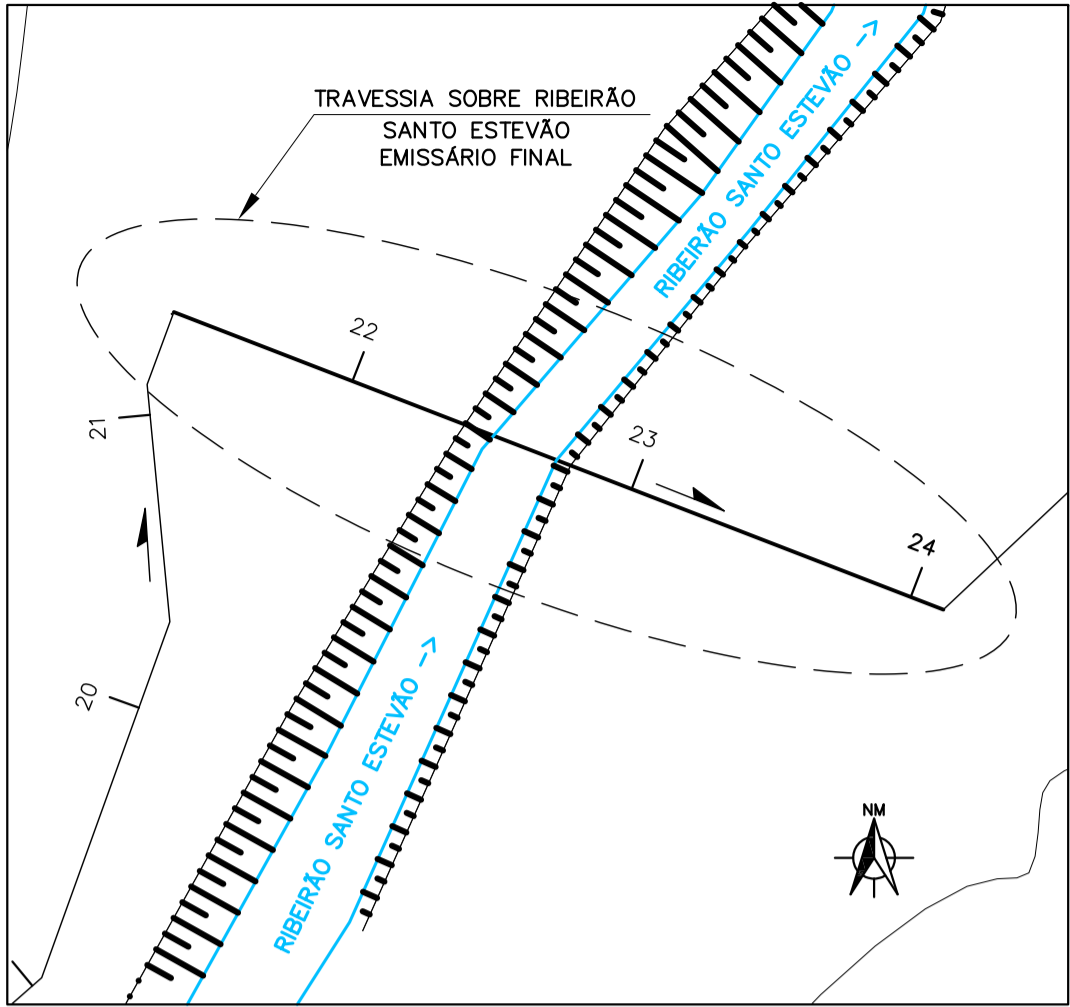 TRAVESSIA SOBRE RIBEIRÃO
SANTO ESTEVÃO
EMISSÁRIO FINAL
RIBEIRÃO SANTO ESTEVÃO ->
22
21
23
24
20
RIBEIRÃO SANTO ESTEVÃO ->
NM